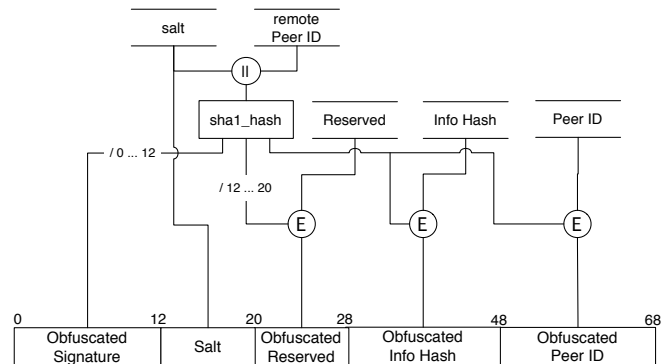 salt
remote
Peer ID
II
sha1_hash
Reserved
Info Hash
Peer ID
/ 0 ... 12
/ 12 ... 20
E
E
E
0
12
20
28
48
68
Obfuscated
Signature
Salt
Obfuscated
Reserved
Obfuscated
Info Hash
Obfuscated
Peer ID